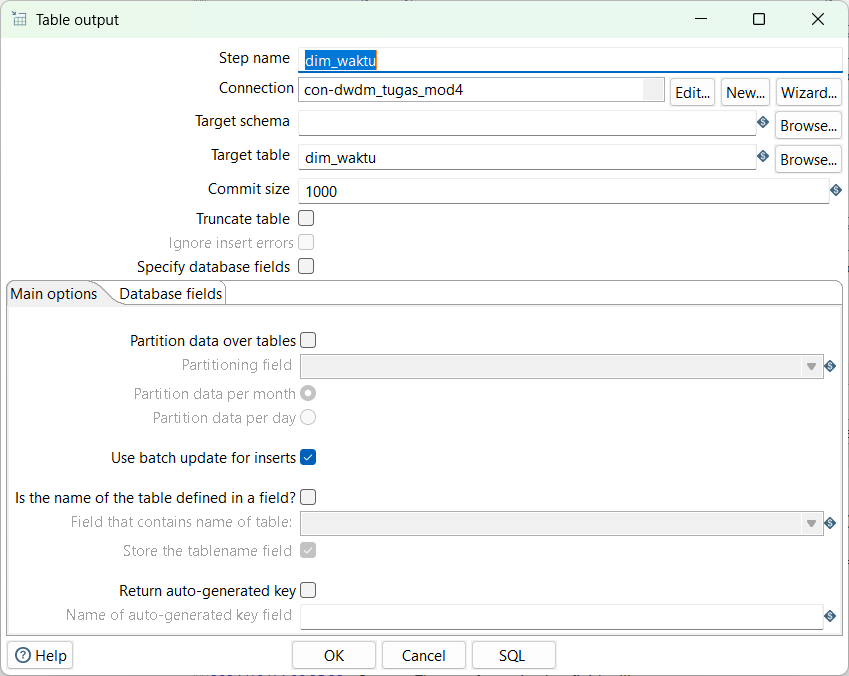 Table output
Step name dim_waktu
Connection con-dwdm_tugas_mod4 Edit... New... Wizard...
Target schema Browse...
Target table dim_waktu Browse...
Commit size 1000
Truncate table
Ignore insert errors
Specify database fields
Main options Database fields
Partition data over tables
Partitioning field
Partition data per month
Partition data per day
Use batch update for inserts
Is the name of the table defined in a field?
Field that contains name of table:
Store the tablename field
Return auto-generated key
Name of auto-generated key field
Help OK Cancel SQL